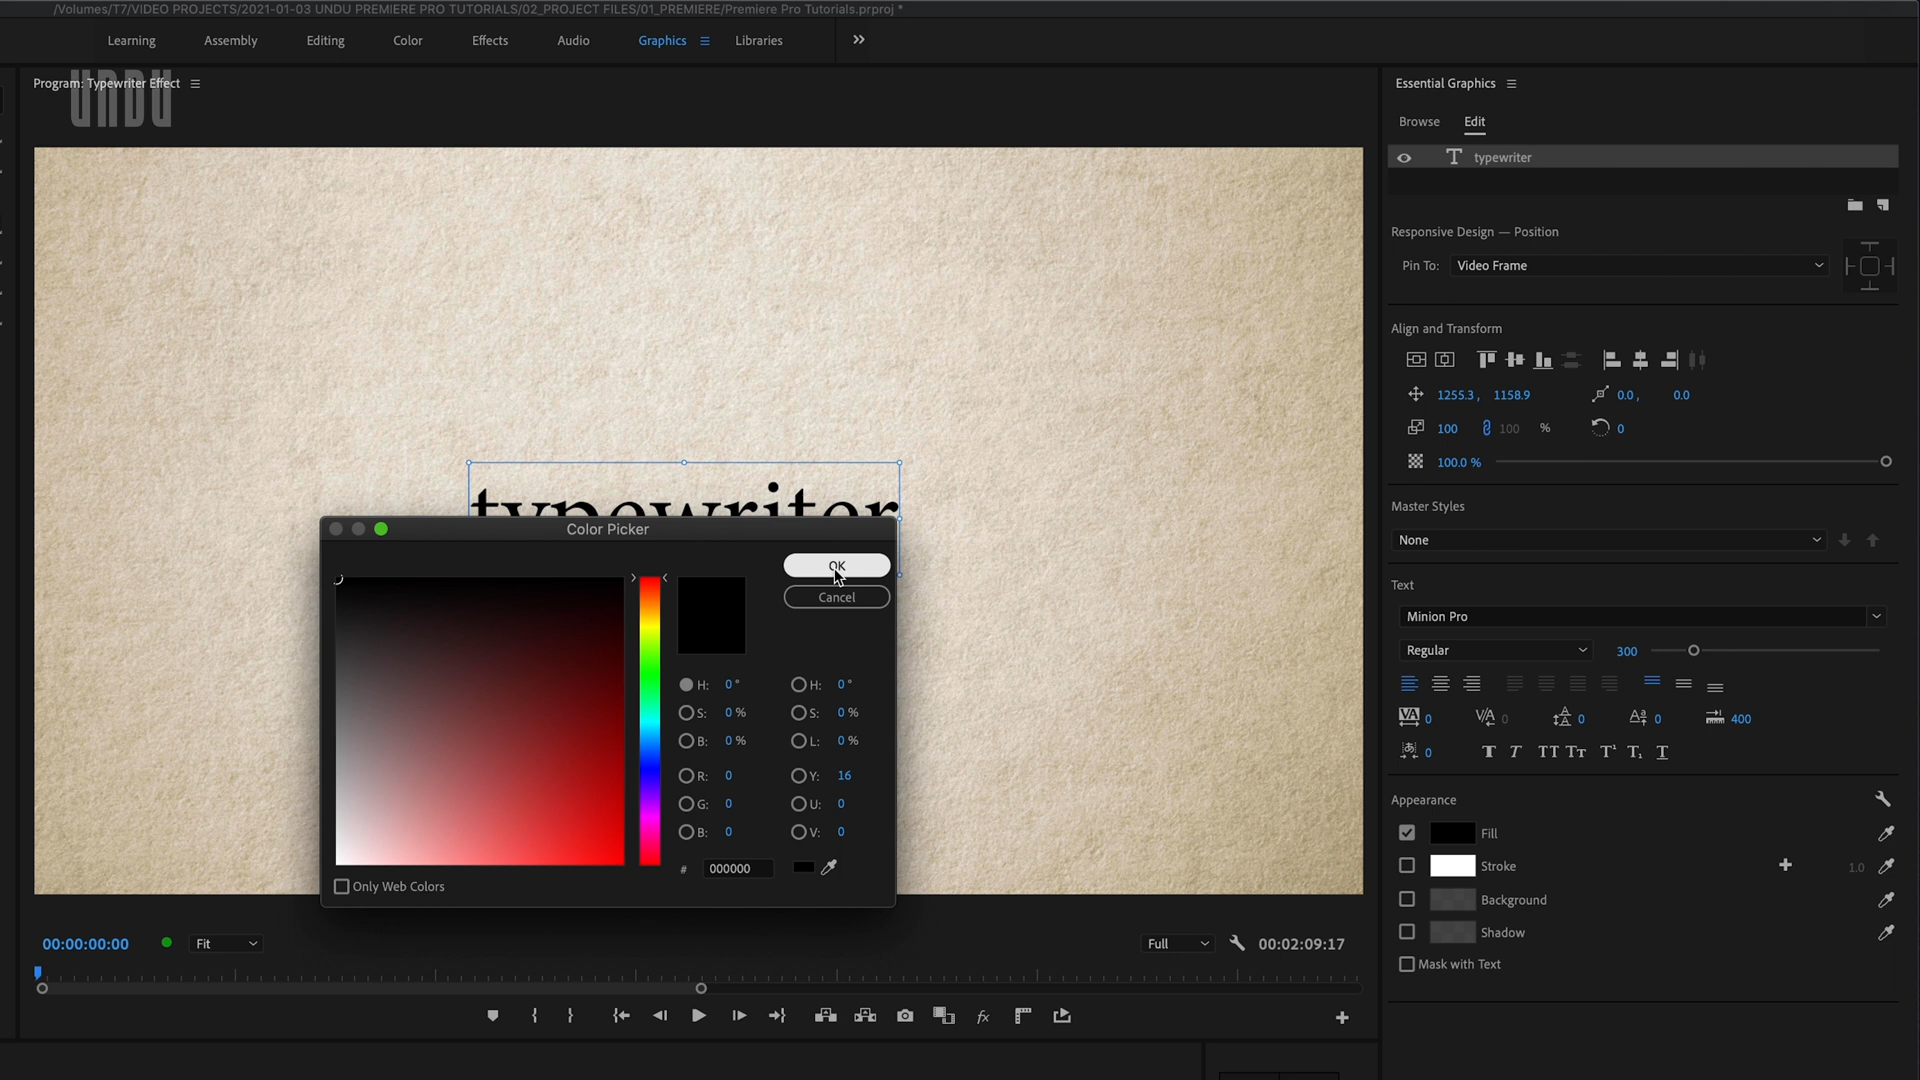 /Volumes/T7/VIDEO PROJECTS/2021-01-03 UNDU PREMIERE PRO TUTORIALS/02_PROJECT FILES/01_PREMIERE/Premiere Pro Tutorials.prproj *
Learning Assembly Editing Color Effects Audio Graphics Libraries
Program: Typewriter Effect
UNDU
Essential Graphics
Browse Edit
typewriter
Responsive Design — Position
Pin To: Video Frame
Align and Transform
1255.3 , 1158.9 0.0 , 0.0
100 100 % 0
100.0 %
Master Styles
None
Text
Minion Pro
Regular 300
0 0 0 0 400
0
Appearance
Fill
Stroke 1.0
Background
Shadow
Mask with Text
typewriter
Color Picker
OK
Cancel
H: 0 ° H: 0 °
S: 0 % S: 0 %
B: 0 % L: 0 %
R: 0 Y: 16
G: 0 U: 0
B: 0 V: 0
# 000000
Only Web Colors
00:00:00:00 Fit Full 00:02:09:17